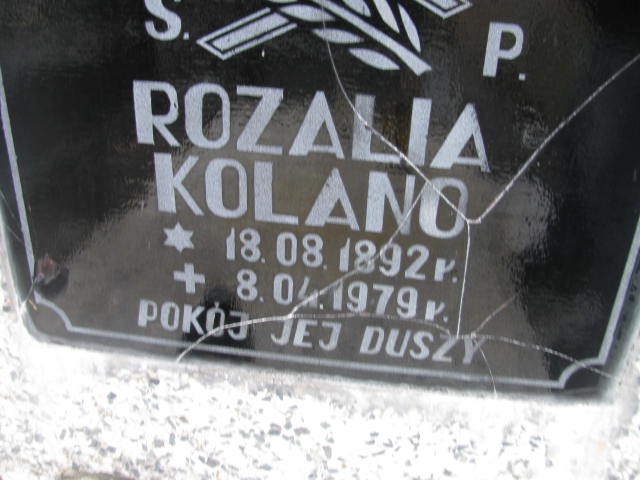 Ś. P.
ROZALIA
KOLANO
* 18.08.1892 r.
+ 8.04.1979 r.
POKÓJ JEJ DUSZY